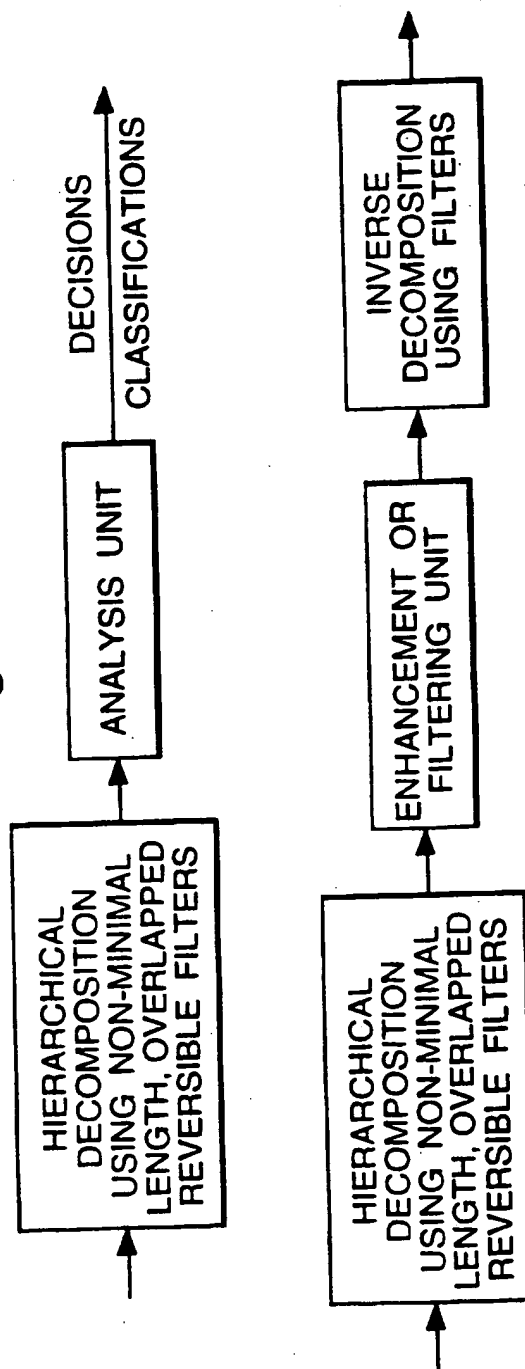 HIERARCHICAL
DECOMPOSITION
USING NON-MINIMAL
LENGTH, OVERLAPPED
REVERSIBLE FILTERS
ANALYSIS UNIT
DECISIONS
CLASSIFICATIONS
HIERARCHICAL
DECOMPOSITION
USING NON-MINIMAL
LENGTH, OVERLAPPED
REVERSIBLE FILTERS
ENHANCEMENT OR
FILTERING UNIT
INVERSE
DECOMPOSITION
USING FILTERS